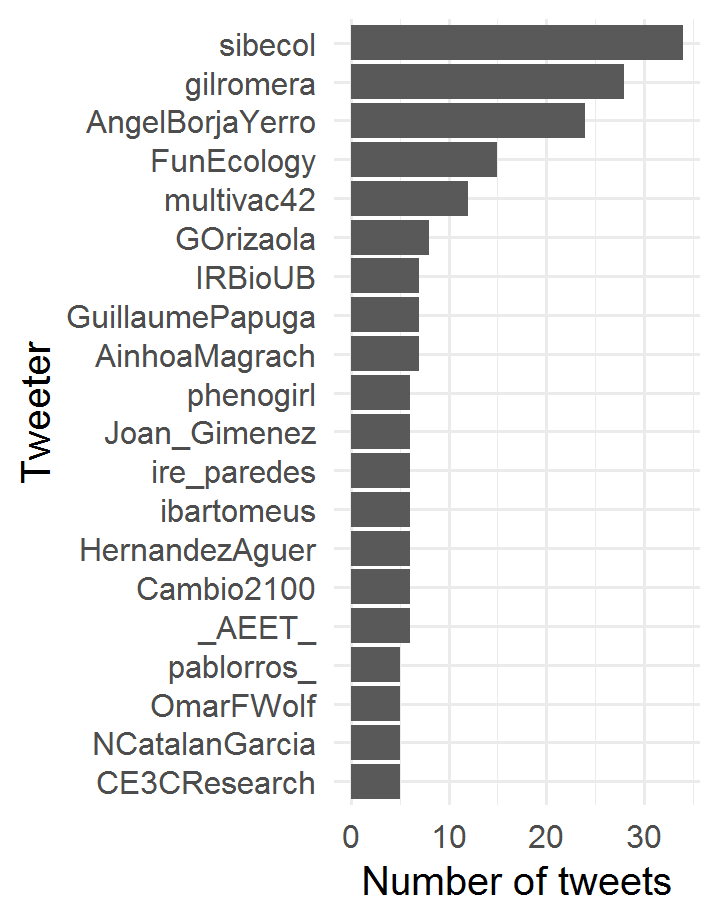 sibecol
gilromera
AngelBorjaYerro
FunEcology
multivac42
GOrizaola
IRBioUB
GuillaumePapuga
AinhoaMagrach
phenogirl
Joan_Gimenez
ire_paredes
ibartomeus
HernandezAguer
Cambio2100
_AEET_
pablorros_
OmarFWolf
NCatalanGarcia
CE3CResearch
Tweeter
0 10 20 30
Number of tweets